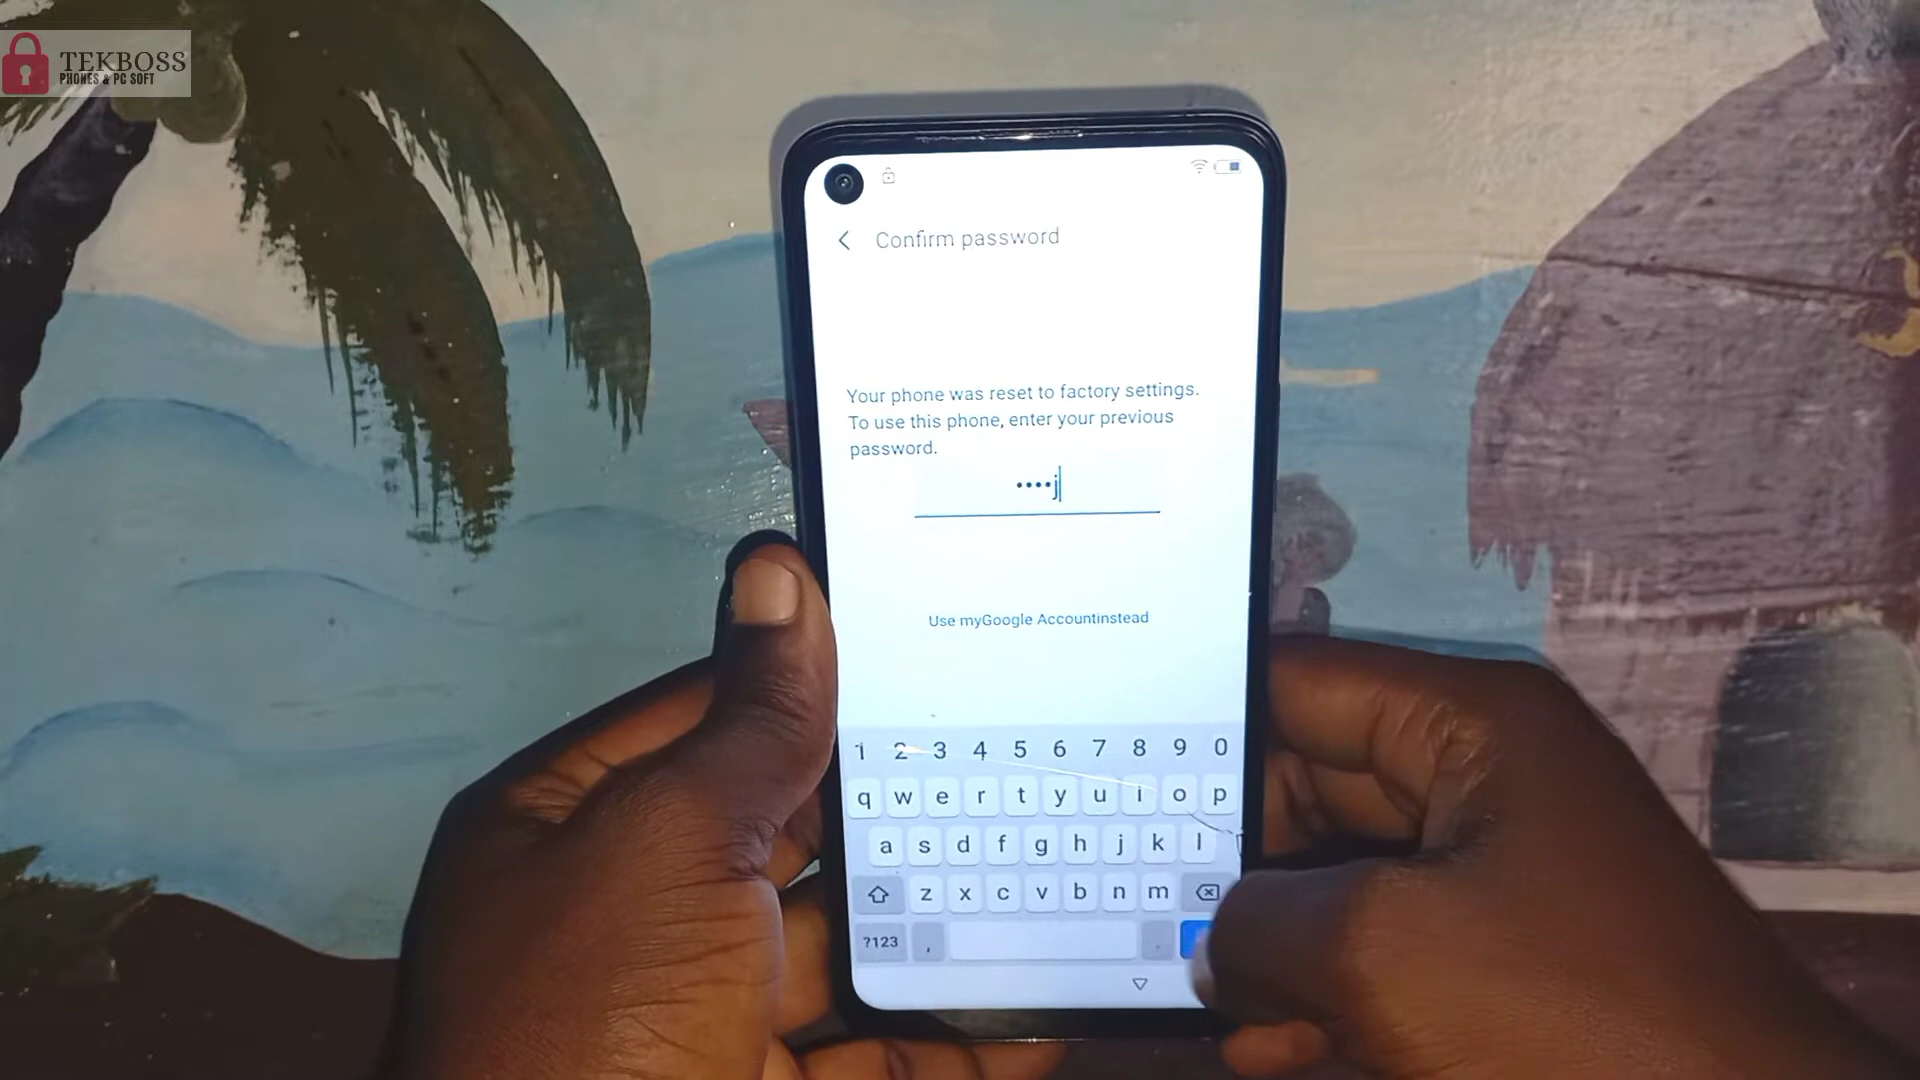 TEKBOSS
PHONES & PC SOFT
Confirm password
Your phone was reset to factory settings.
To use this phone, enter your previous
password.
••••j
Use myGoogle Accountinstead
1 2 3 4 5 6 7 8 9 0
q w e r t y u i o p
a s d f g h j k l
z x c v b n m
?123 , .